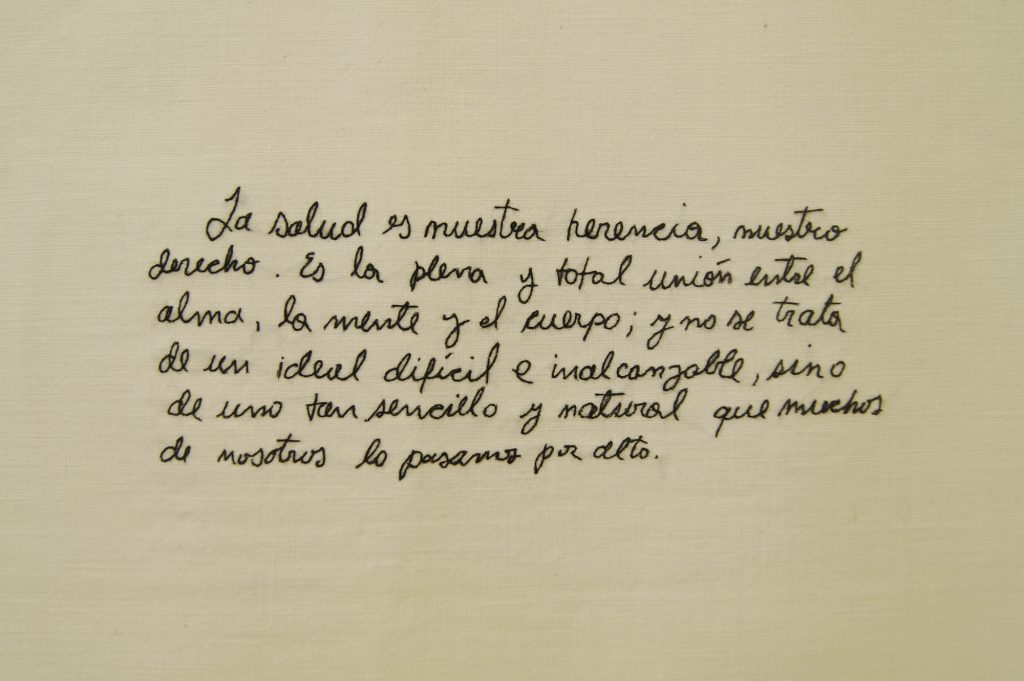 La salud es nuestra herencia, nuestro
derecho. Es la plena y total unión entre el
alma, la mente y el cuerpo; y no se trata
de un ideal difícil e inalcanzable, sino
de uno tan sencillo y natural que muchos
de nosotros lo pasamos por alto.